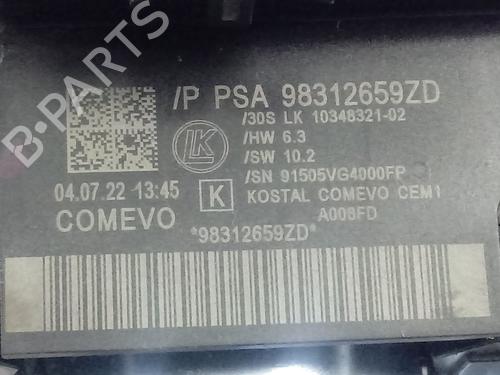 /P PSA 98312659ZD
/30S LK 10348321-02
LK
/HW 6.3
/SW 10.2
/SN 91505VG4000FP
04.07.22 13:45
K
KOSTAL COMEVO CEM1
COMEVO
A008FD
*98312659ZD*
B-PARTS